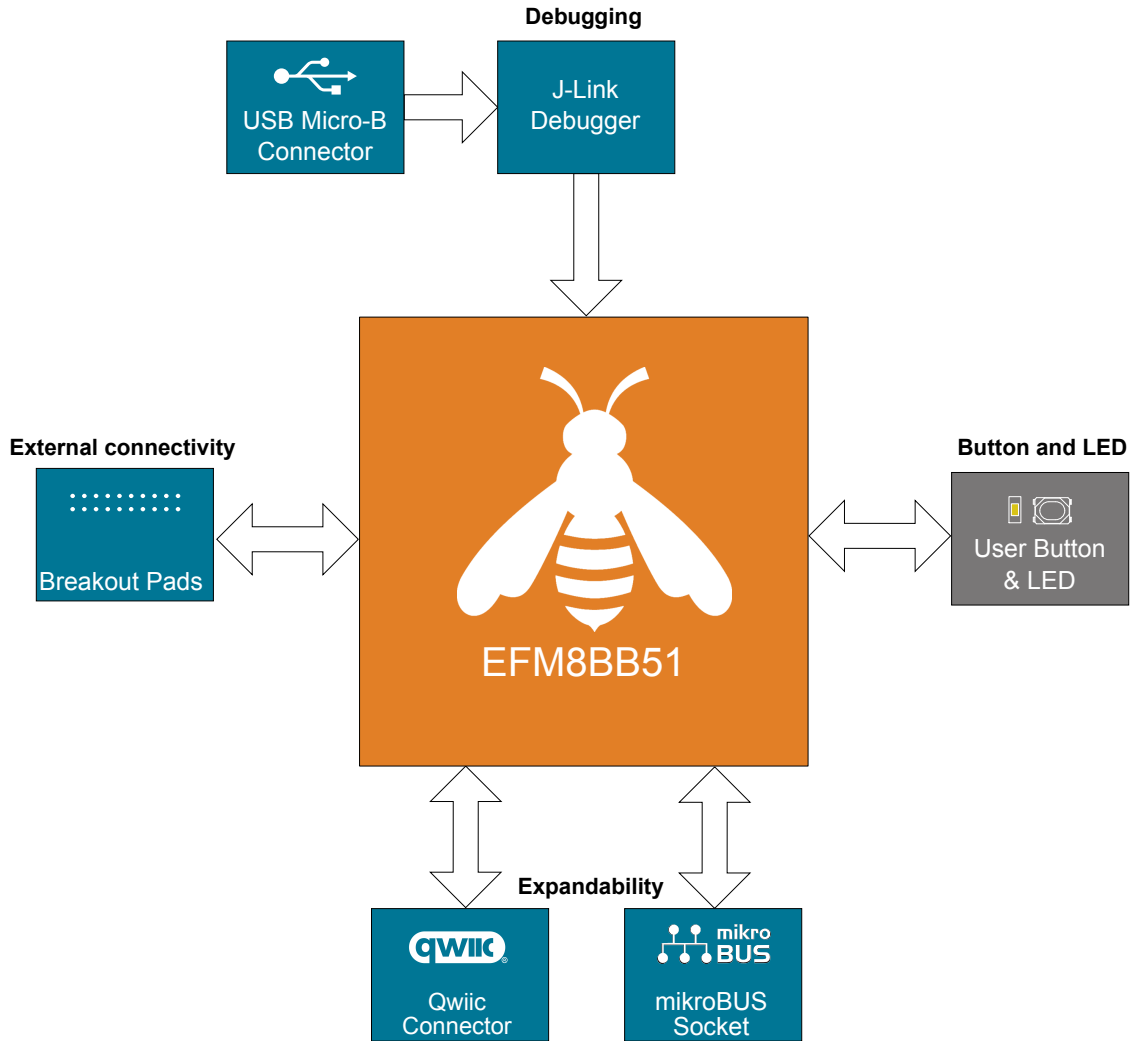 Debugging
USB Micro-B
Connector
J-Link
Debugger
External connectivity
Breakout Pads
EFM8BB51
Button and LED
User Button
& LED
Expandability
qwiic
Qwiic
Connector
mikro
BUS
mikroBUS
Socket